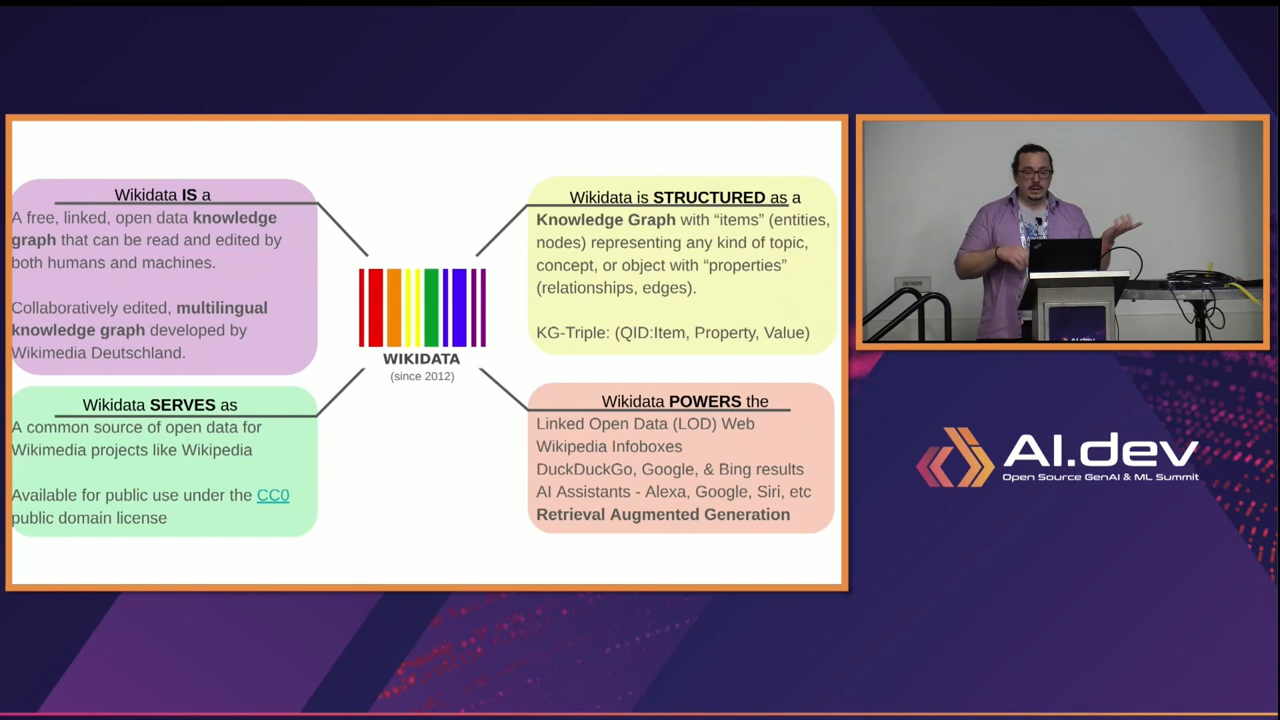 Wikidata IS a
A free, linked, open data knowledge
graph that can be read and edited by
both humans and machines.
Collaboratively edited, multilingual
knowledge graph developed by
Wikimedia Deutschland.
Wikidata SERVES as
A common source of open data for
Wikimedia projects like Wikipedia
Available for public use under the CC0
public domain license
WIKIDATA
(since 2012)
Wikidata is STRUCTURED as a
Knowledge Graph with “items” (entities,
nodes) representing any kind of topic,
concept, or object with “properties”
(relationships, edges).
KG-Triple: (QID:Item, Property, Value)
Wikidata POWERS the
Linked Open Data (LOD) Web
Wikipedia Infoboxes
DuckDuckGo, Google, & Bing results
AI Assistants - Alexa, Google, Siri, etc
Retrieval Augmented Generation
AI.dev
Open Source GenAI & ML Summit